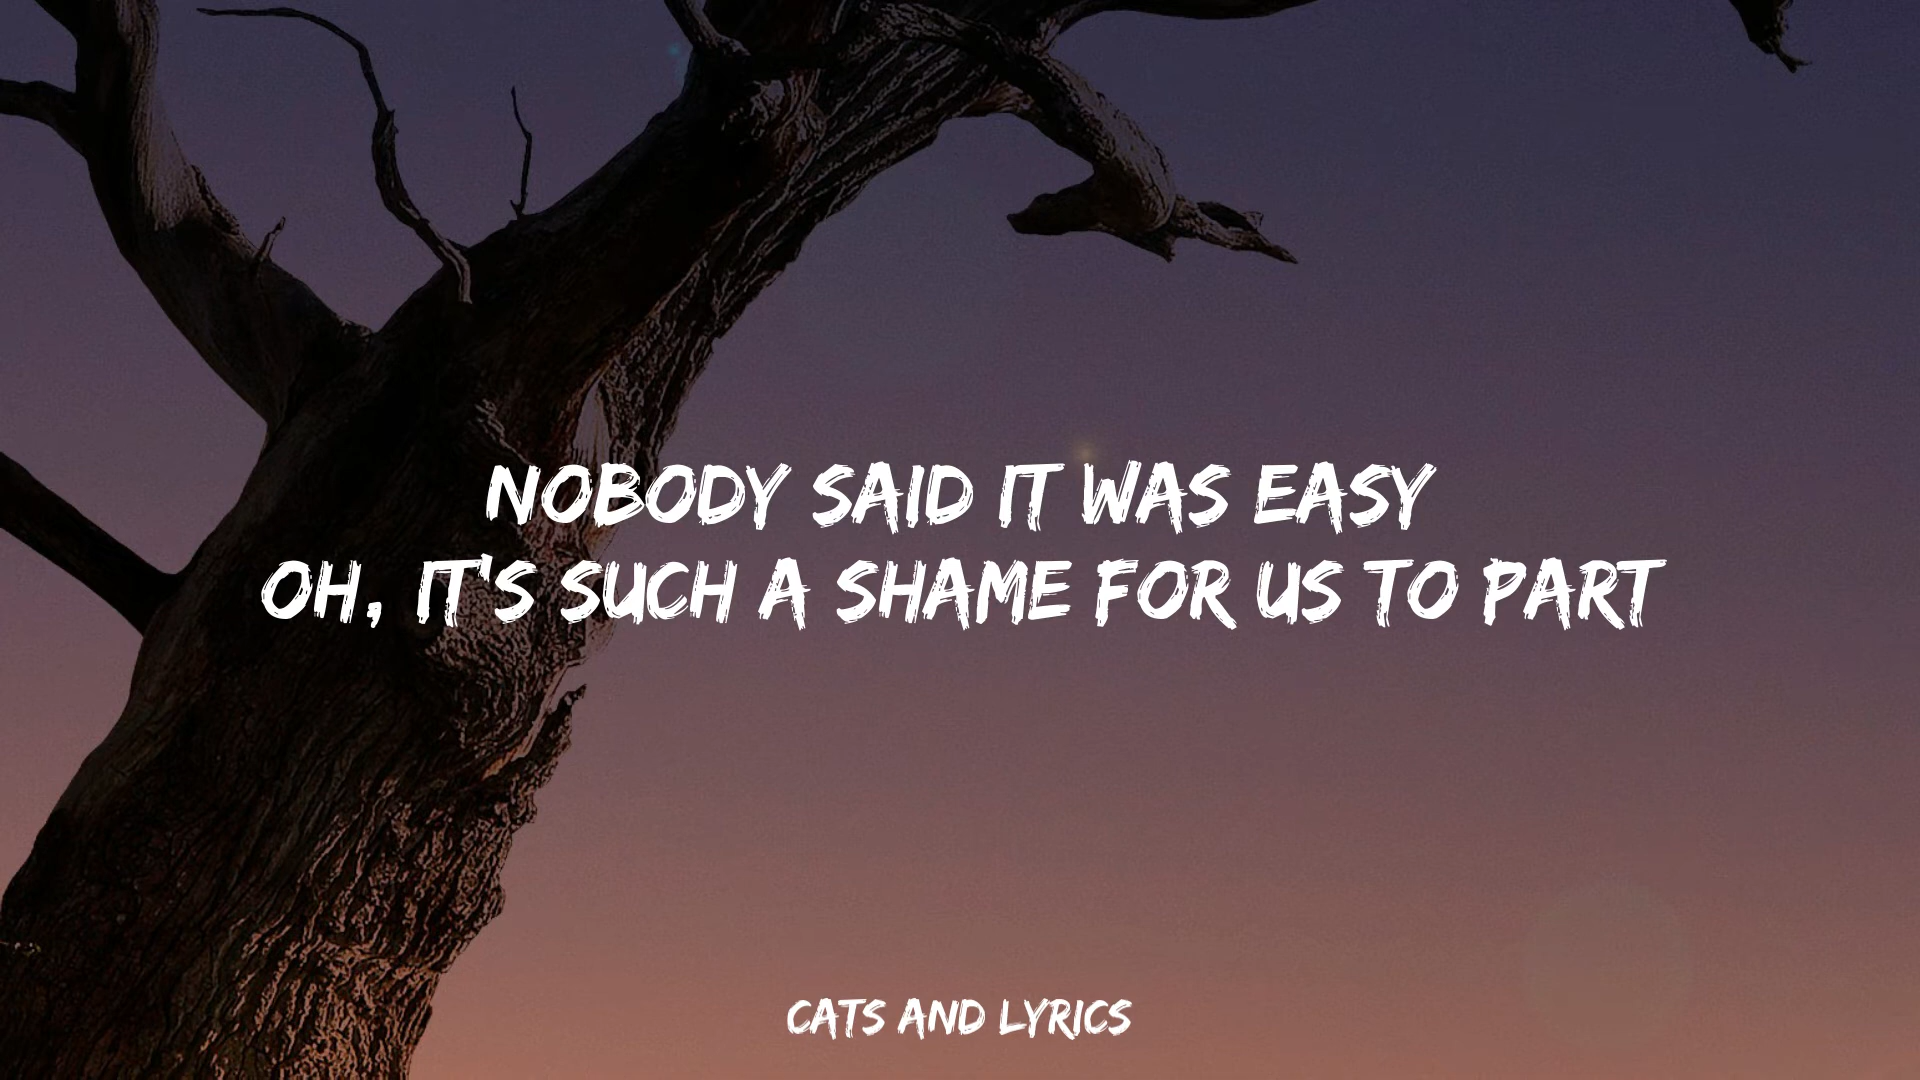 NOBODY SAID IT WAS EASY
OH, IT'S SUCH A SHAME FOR US TO PART
CATS AND LYRICS